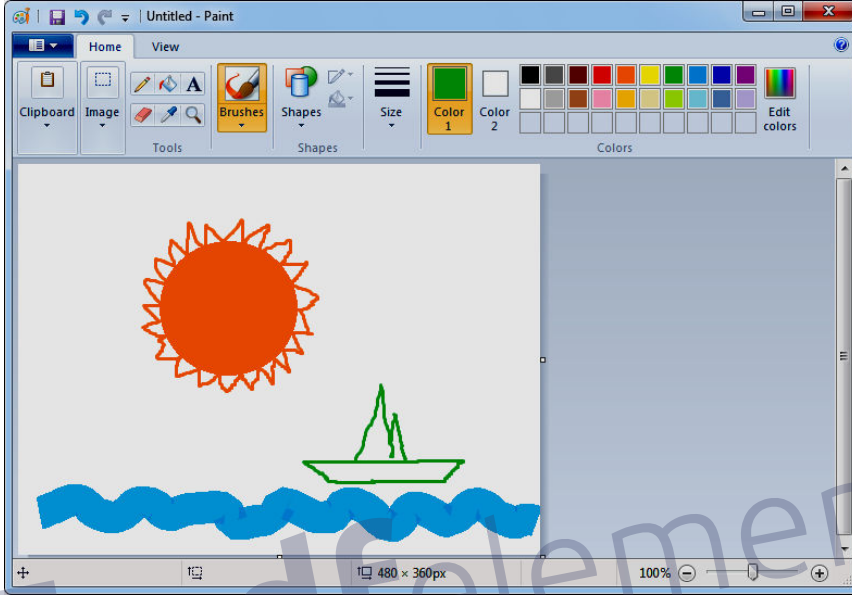 Untitled - Paint
Home View
Clipboard Image Tools Brushes Shapes Shapes Size Color 1 Color 2 Colors Edit colors
A
480 × 360px 100%
pdfelement